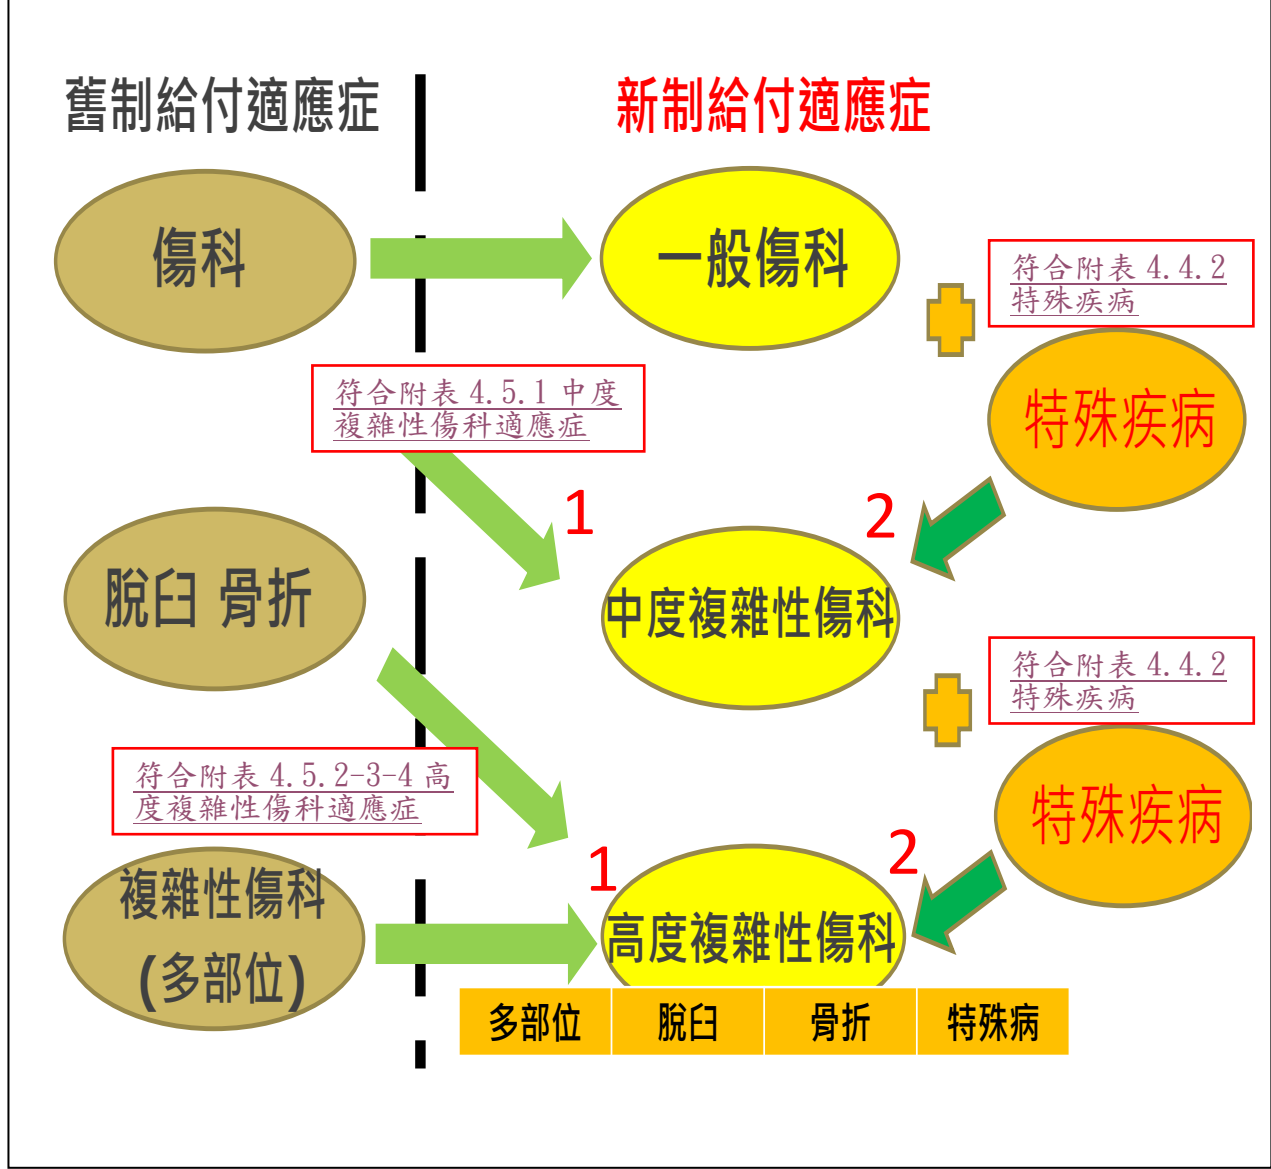 舊制給付適應症
新制給付適應症
傷科
一般傷科
符合附表 4.4.2
特殊疾病
特殊疾病
符合附表 4.5.1 中度
複雜性傷科適應症
1
2
脫臼 骨折
中度複雜性傷科
符合附表 4.4.2
特殊疾病
特殊疾病
符合附表 4.5.2-3-4 高
度複雜性傷科適應症
1
2
複雜性傷科
(多部位)
高度複雜性傷科
多部位 脫臼 骨折 特殊病